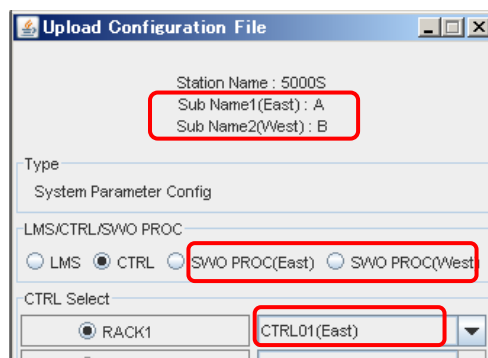 Upload Configuration File
Station Name : 5000S
Sub Name1(East) : A
Sub Name2(West) : B
Type
System Parameter Config
LMS/CTRL/SWO PROC
LMS CTRL SWO PROC(East) SWO PROC(West)
CTRL Select
RACK1 CTRL01(East)